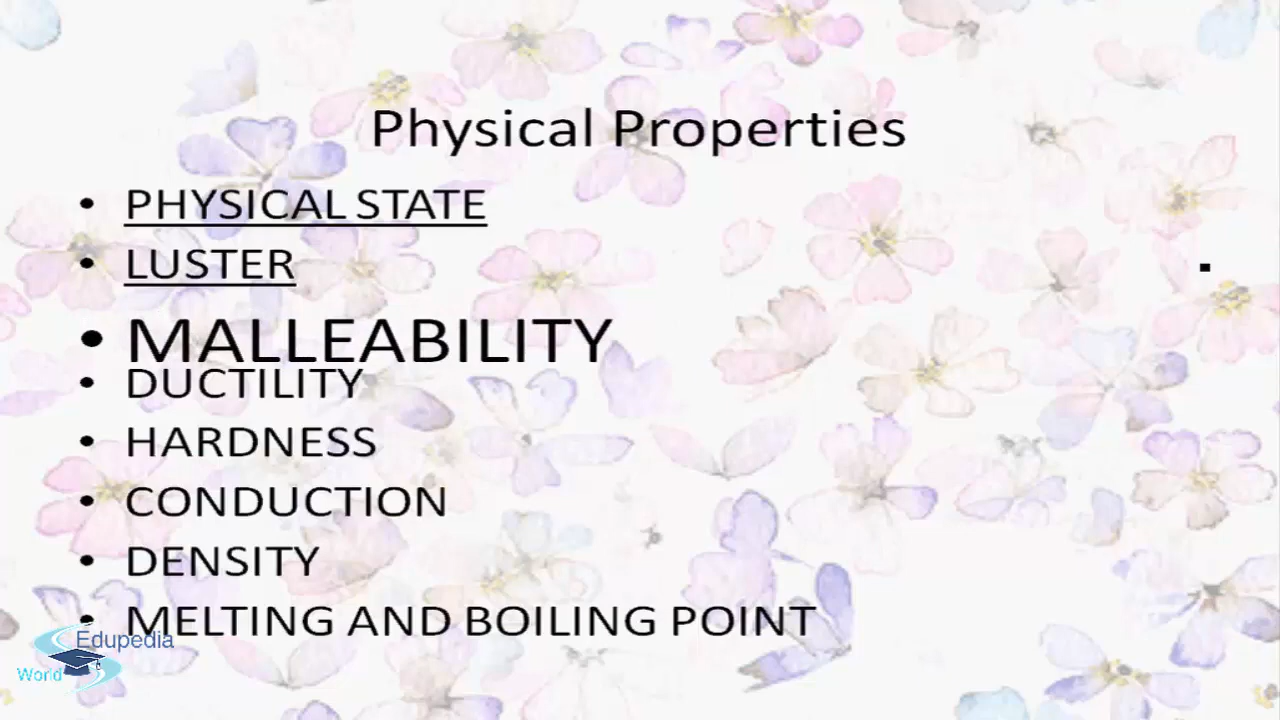 Physical Properties
• PHYSICAL STATE
• LUSTER
• MALLEABILITY
• DUCTILITY
• HARDNESS
• CONDUCTION
• DENSITY
• MELTING AND BOILING POINT
Edupedia
World